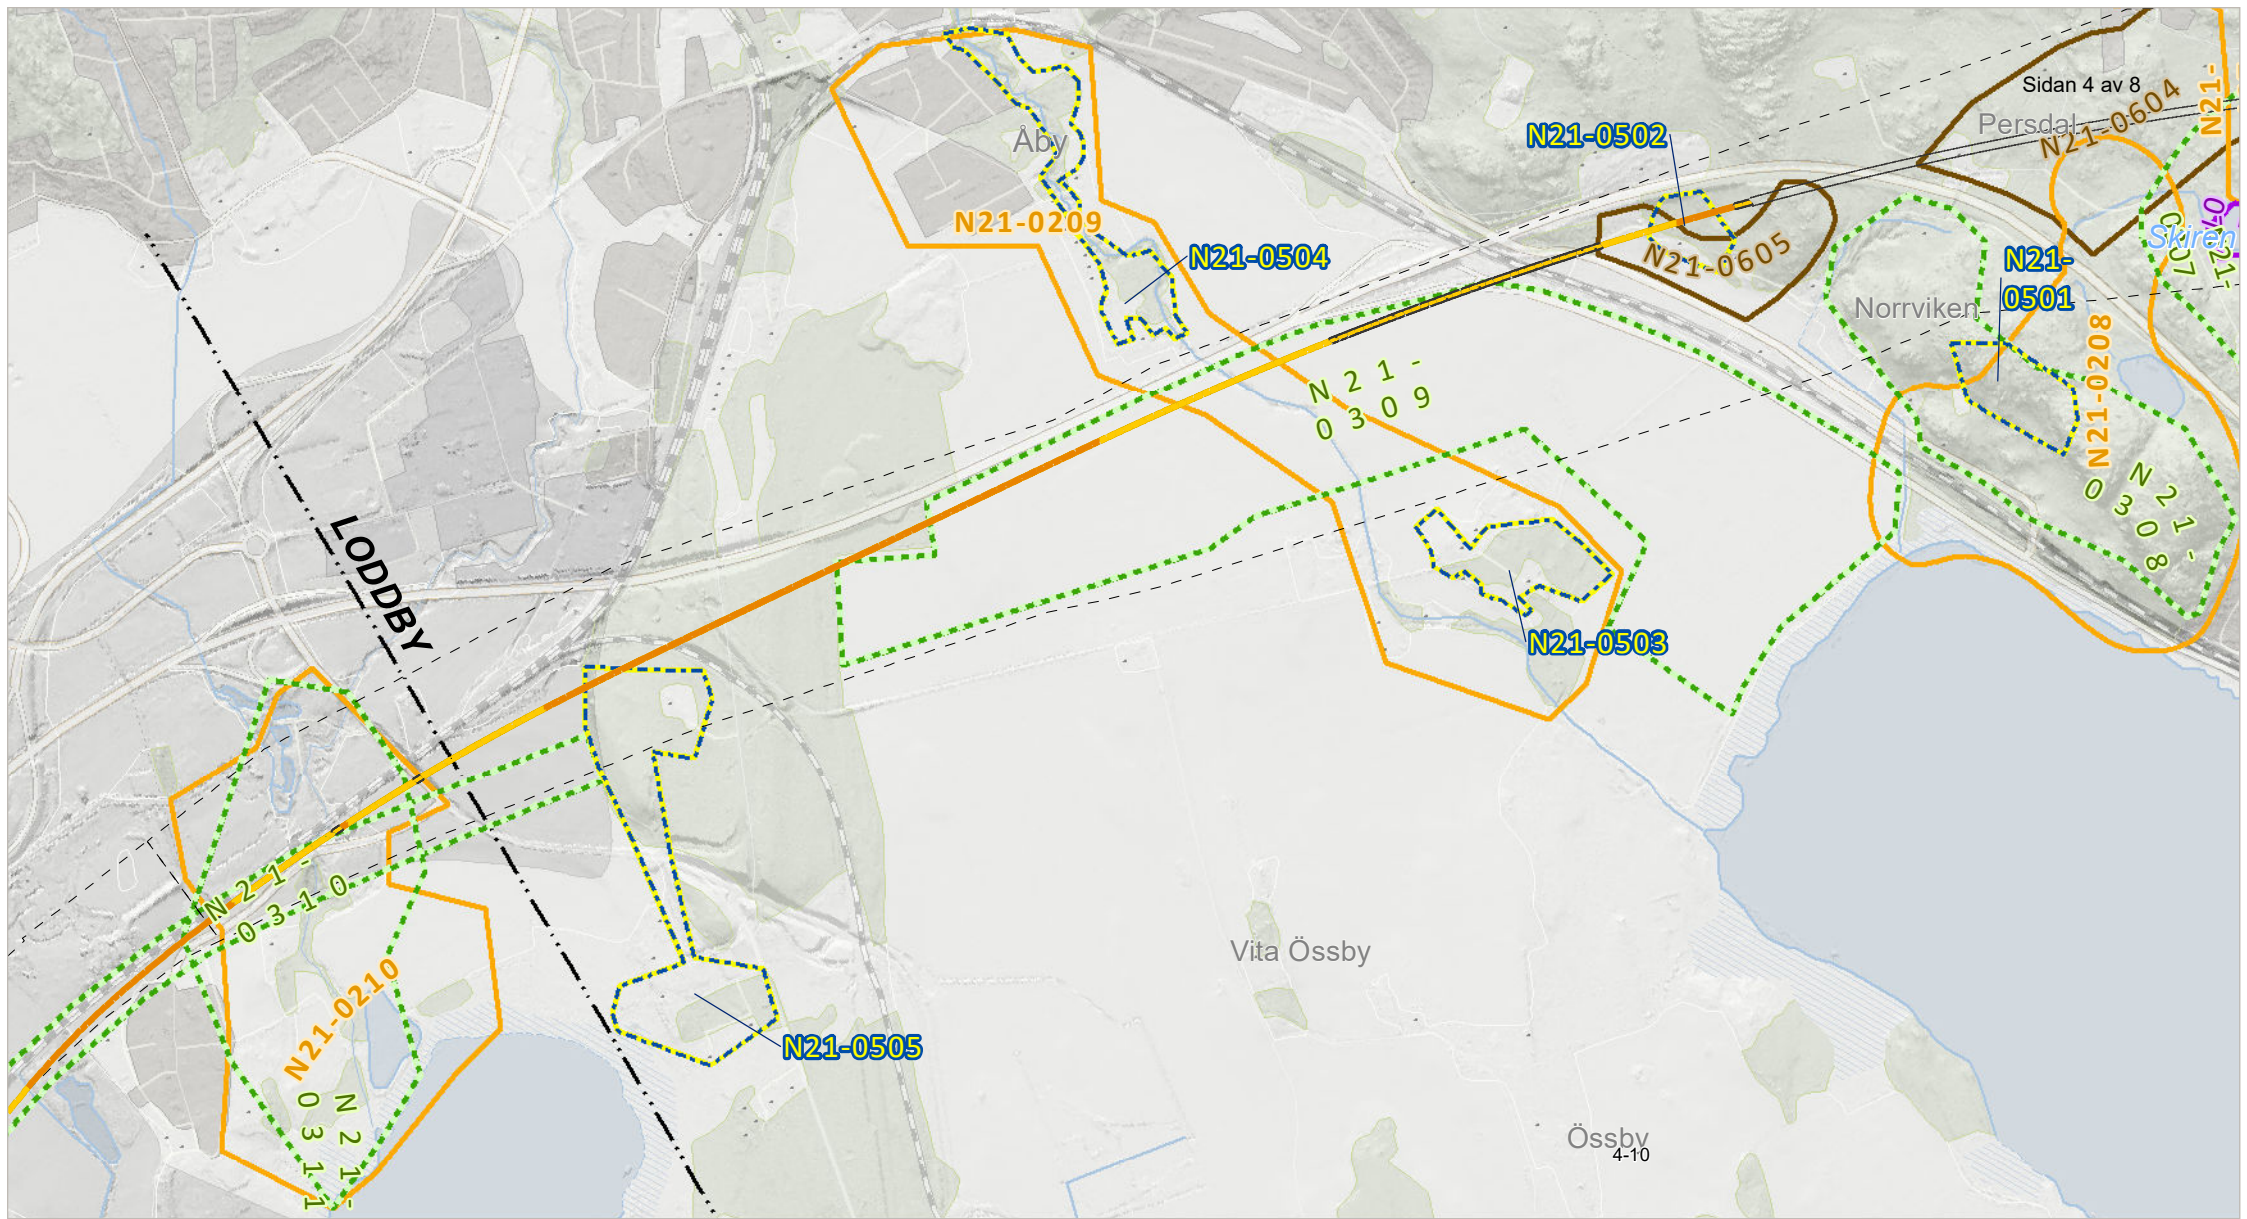 Sidan 4 av 8
N21-
N21-0604
Persdal
N21-0502
Åby
N21-0209
N21-0504
N21-0605
Skiren
N21-
0307
N21-
0501
Norrviken
N21-0208
N21-
0309
N21-
0308
LODDBY
N21-0503
N21-
0310
Vita Össby
N21-0210
N21-0505
N21-
0311
Össby
4-10